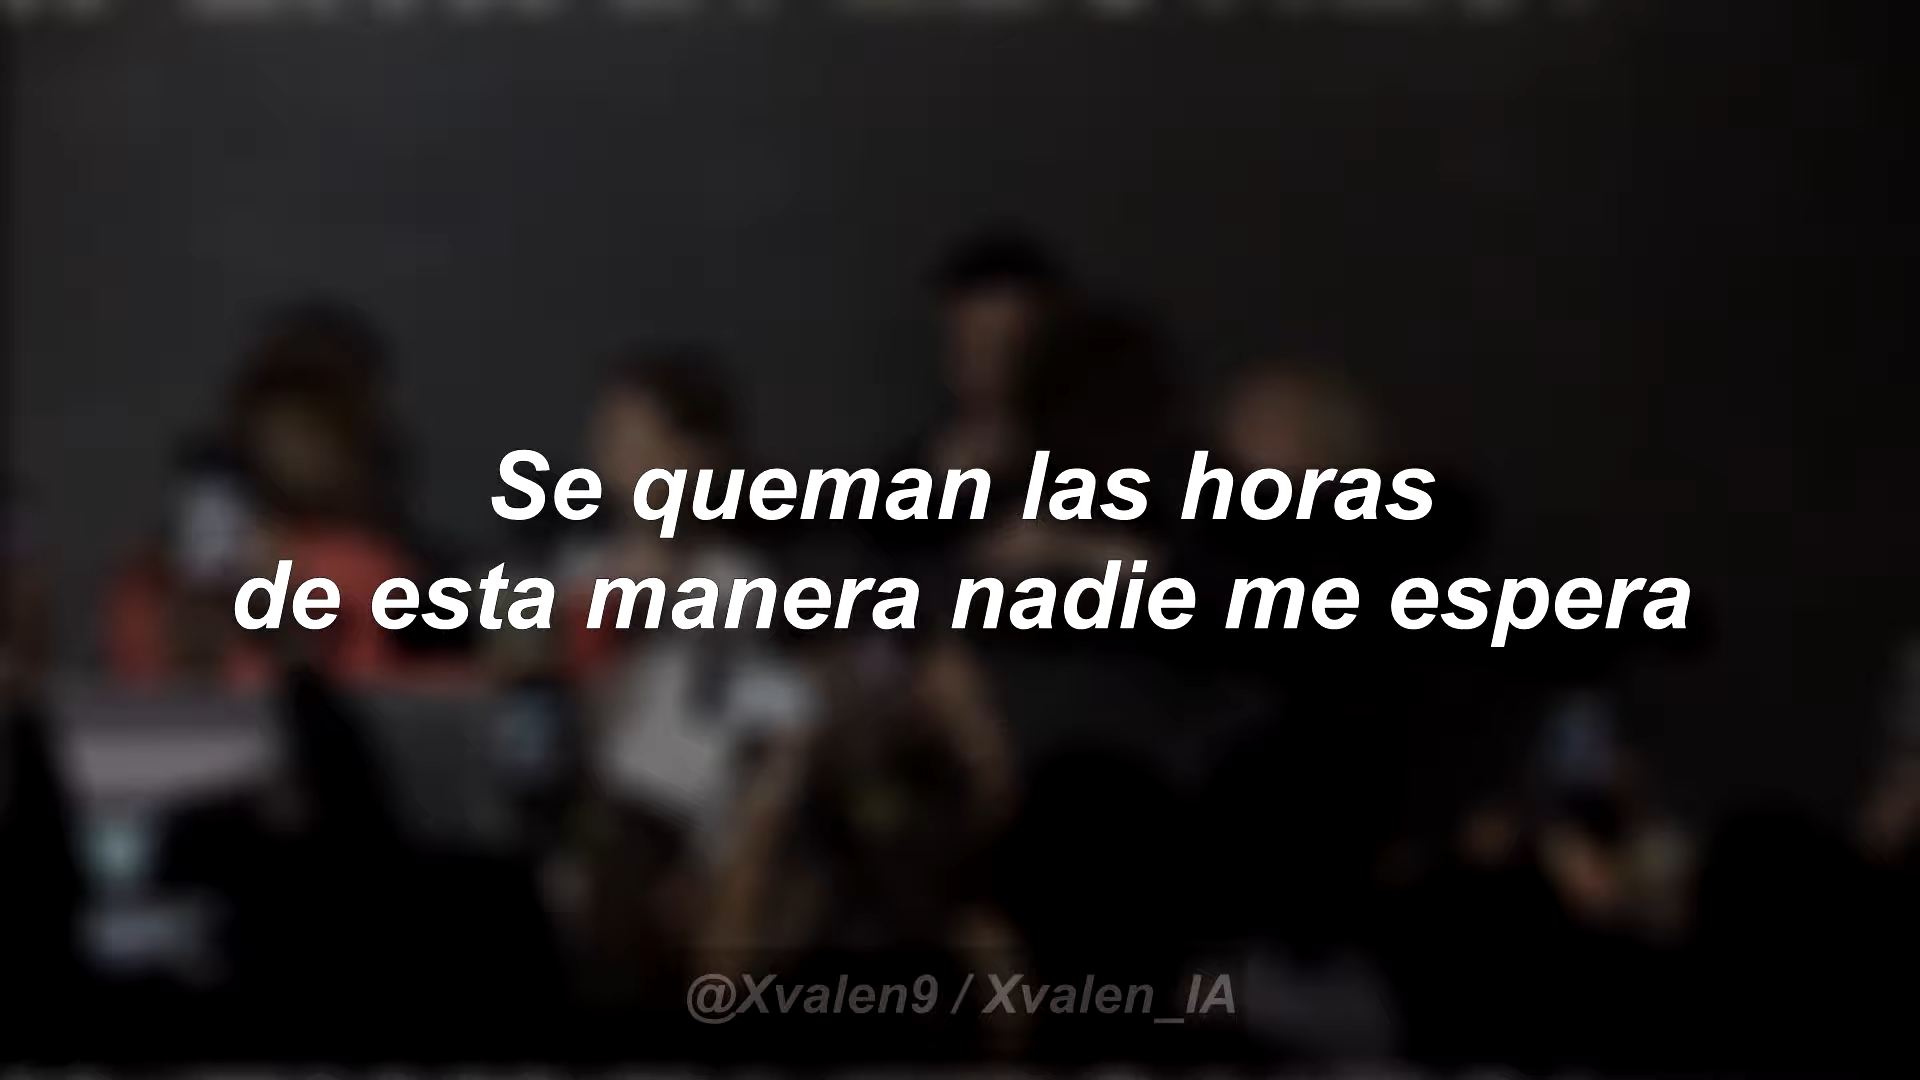 Se queman las horas
de esta manera nadie me espera
@Xvalen9 / Xvalen_IA